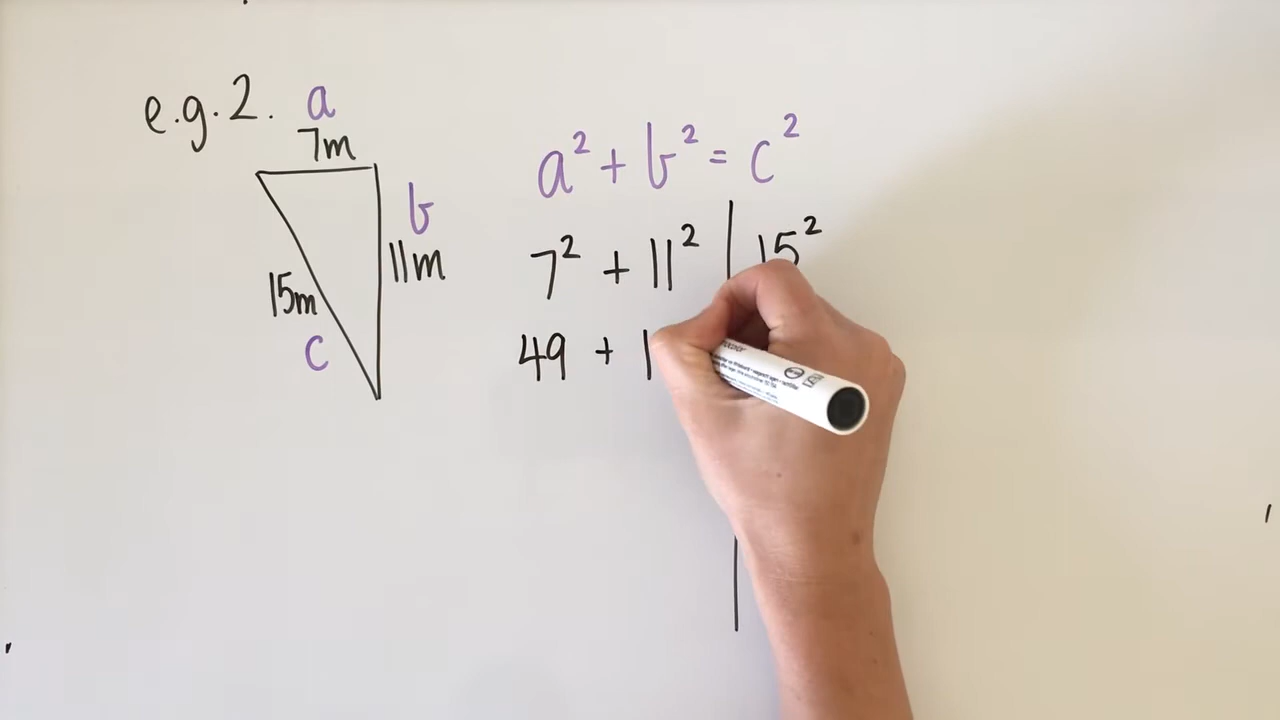 e.g.2.
a
7m
b
11m
15m
c
a² + b² = c²
7² + 11² | 15²
49 + 1